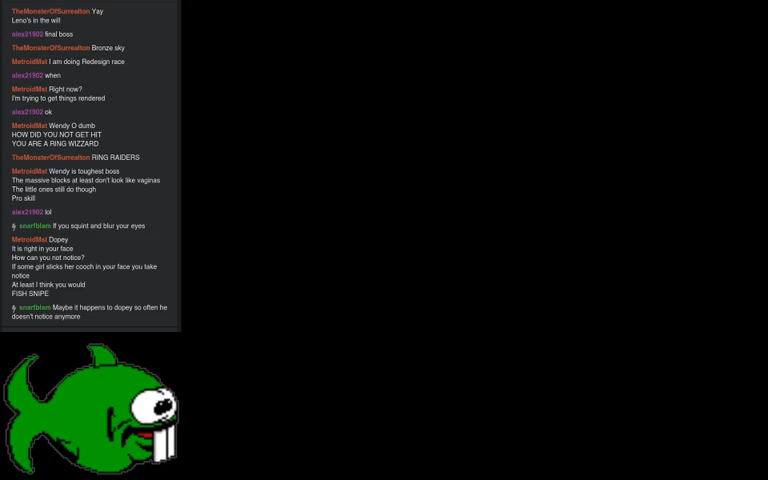 TheMonsterOfSurrealton Yay
Leno's in the will
alex21902 final boss
TheMonsterOfSurrealton Bronze sky
MetroidMst I am doing Redesign race
alex21902 when
MetroidMst Right now?
I'm trying to get things rendered
alex21902 ok
MetroidMst Wendy O dumb
HOW DID YOU NOT GET HIT
YOU ARE A RING WIZZARD
TheMonsterOfSurrealton RING RAIDERS
MetroidMst Wendy is toughest boss
The massive blocks at least don't look like vaginas
The little ones still do though
Pro skill
alex21902 lol
snarfblam If you squint and blur your eyes
MetroidMst Dopey
It is right in your face
How can you not notice?
If some girl sticks her cooch in your face you take
notice
At least I think you would
FISH SNIPE
snarfblam Maybe it happens to dopey so often he
doesn't notice anymore